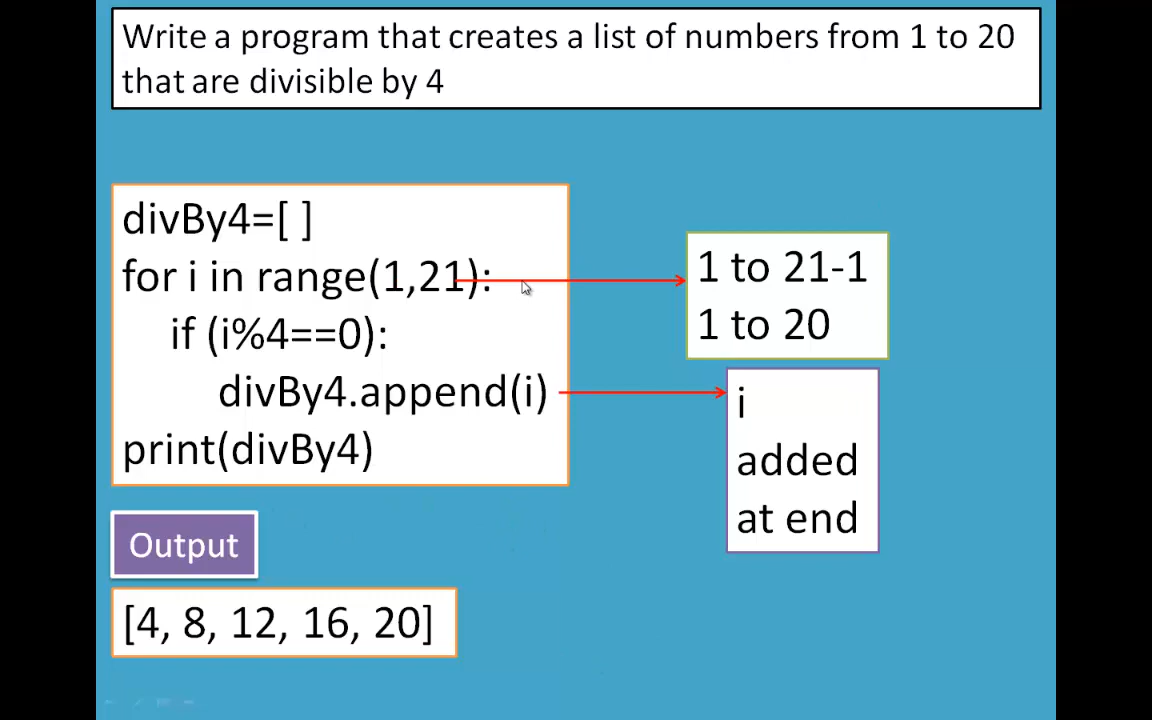 Write a program that creates a list of numbers from 1 to 20
that are divisible by 4
divBy4=[ ]
for i in range(1,21):
if (i%4==0):
divBy4.append(i)
print(divBy4)
1 to 21-1
1 to 20
i
added
at end
Output
[4, 8, 12, 16, 20]